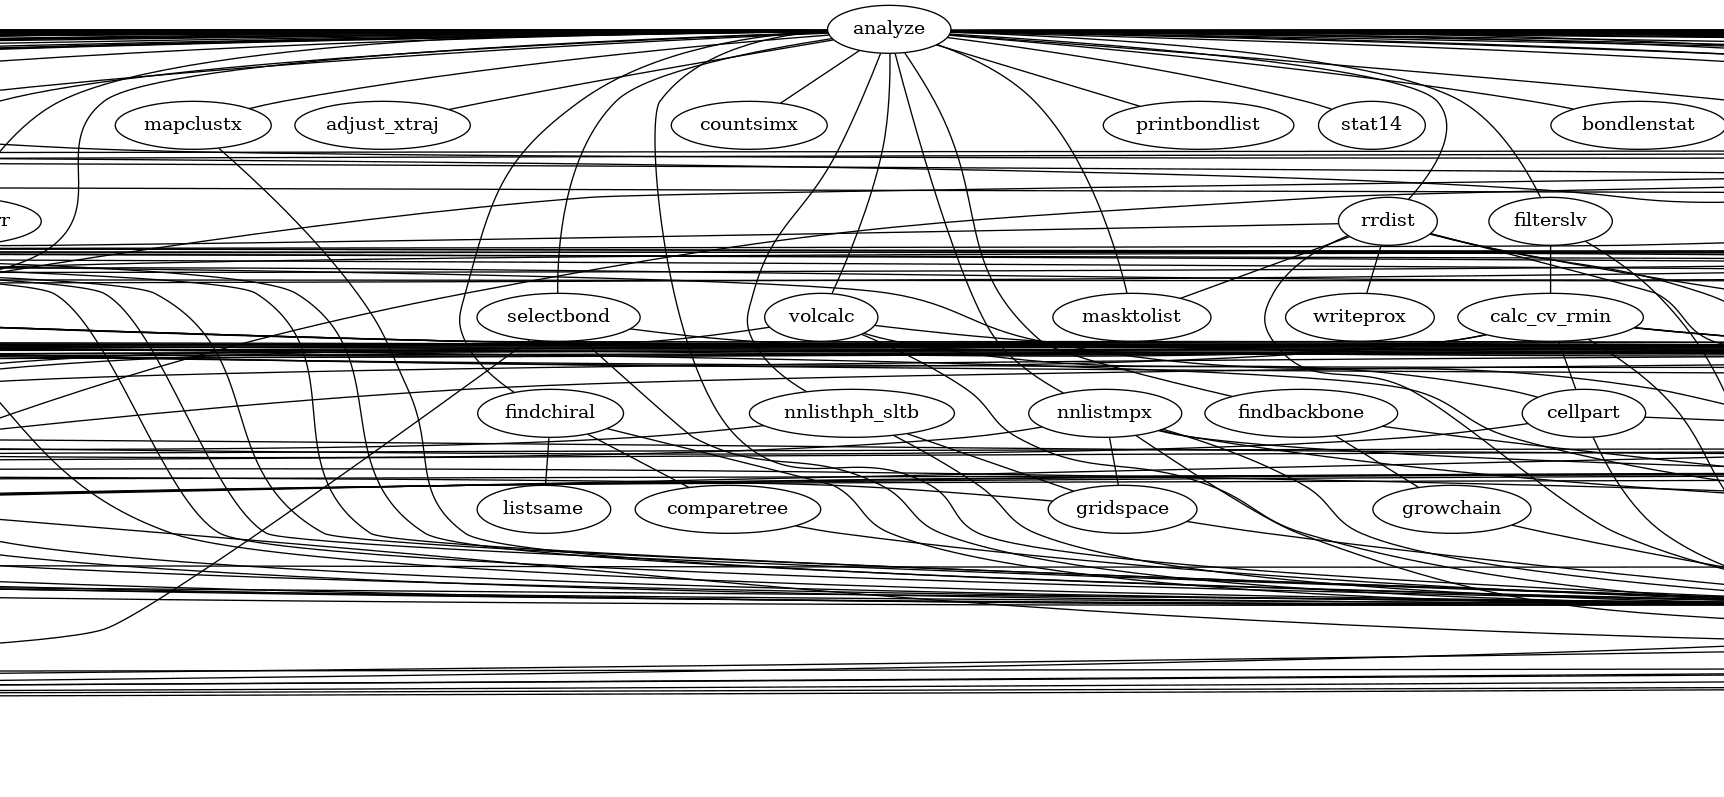 analyze
mapclustx adjust_xtraj countsimx printbondlist stat14 bondlenstat
r rrdist filterslv
selectbond volcalc masktolist writeprox calc_cv_rmin
findchiral nnlisthph_sltb nnlistmpx findbackbone cellpart
listsame comparetree gridspace growchain